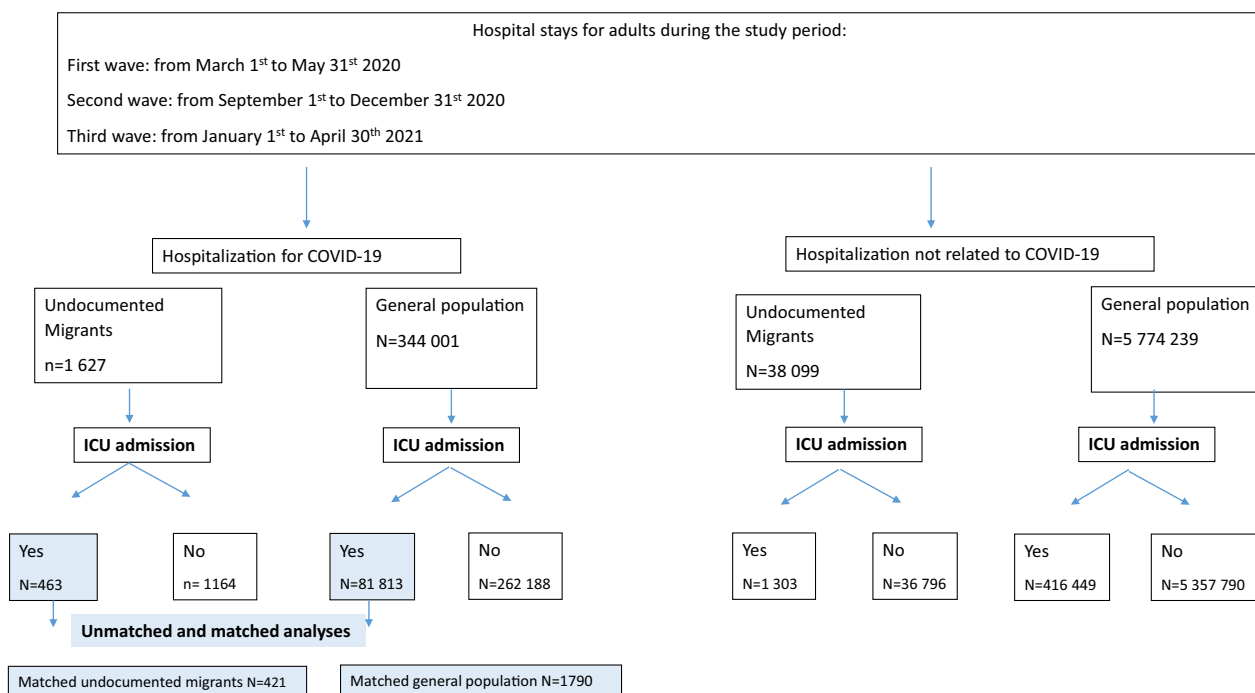 Hospital stays for adults during the study period:
First wave: from March 1st to May 31st 2020
Second wave: from September 1st to December 31st 2020
Third wave: from January 1st to April 30th 2021
Hospitalization for COVID-19
Hospitalization not related to COVID-19
Undocumented
Migrants
n=1 627
General population
N=344 001
Undocumented
Migrants
N=38 099
General population
N=5 774 239
ICU admission
ICU admission
ICU admission
ICU admission
Yes
N=463
No
n= 1164
Yes
N=81 813
No
N=262 188
Yes
N=1 303
No
N=36 796
Yes
N=416 449
No
N=5 357 790
Unmatched and matched analyses
Matched undocumented migrants N=421
Matched general population N=1790